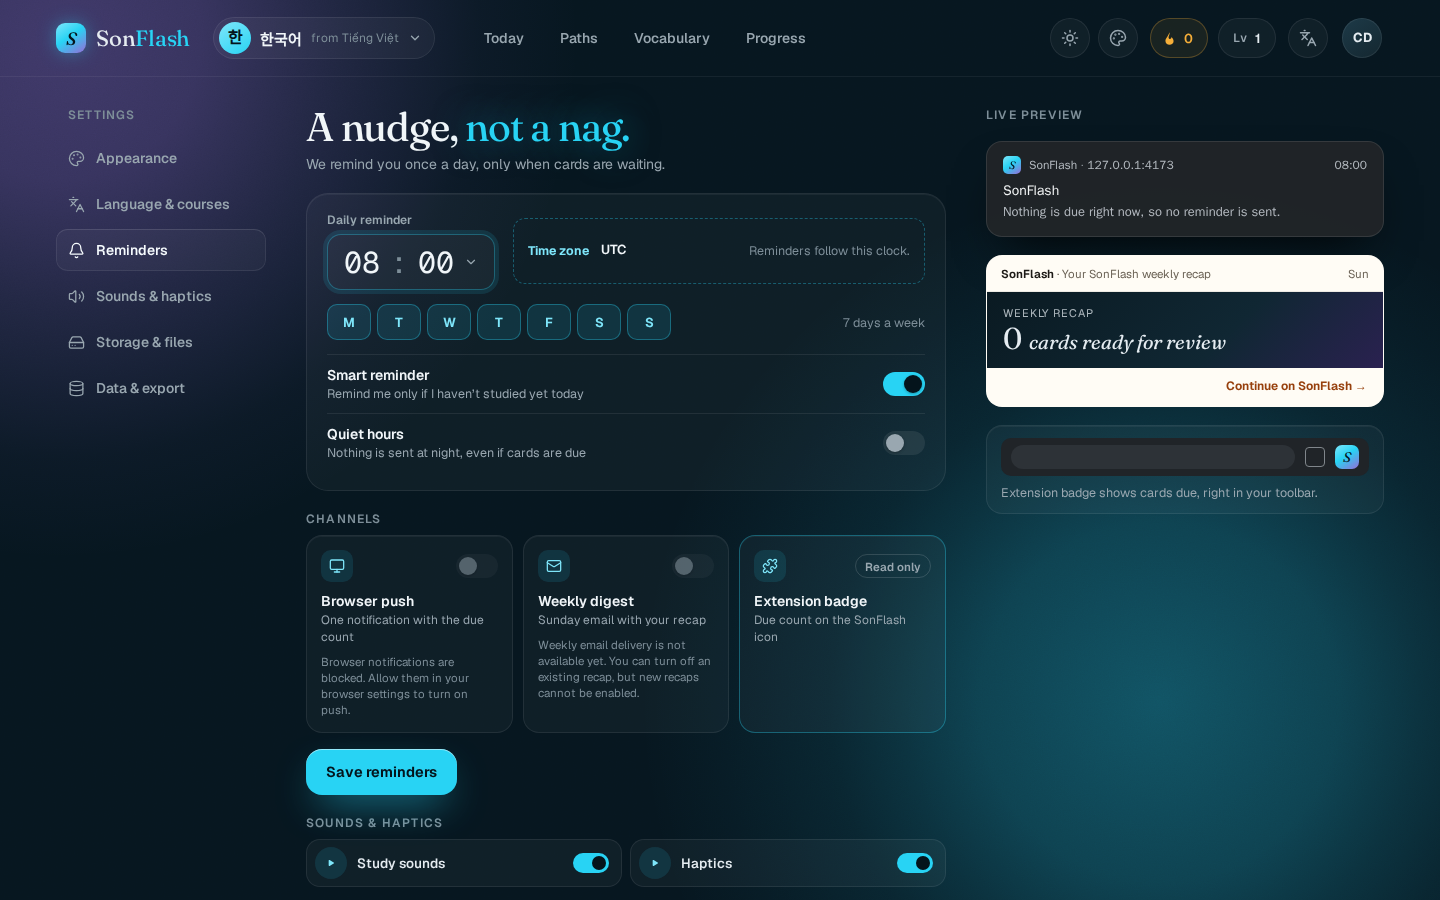 S SonFlash
한 한국어 from Tiếng Việt
Today
Paths
Vocabulary
Progress
0
Lv 1
CD
SETTINGS
Appearance
Language & courses
Reminders
Sounds & haptics
Storage & files
Data & export
A nudge, not a nag.
We remind you once a day, only when cards are waiting.
Daily reminder
08 : 00
Time zone UTC
Reminders follow this clock.
M T W T F S S
7 days a week
Smart reminder
Remind me only if I haven't studied yet today
Quiet hours
Nothing is sent at night, even if cards are due
CHANNELS
Browser push
One notification with the due
count
Browser notifications are
blocked. Allow them in your
browser settings to turn on
push.
Weekly digest
Sunday email with your recap
Weekly email delivery is not
available yet. You can turn off an
existing recap, but new recaps
cannot be enabled.
Read only
Extension badge
Due count on the SonFlash
icon
Save reminders
SOUNDS & HAPTICS
Study sounds
Haptics
LIVE PREVIEW
S SonFlash · 127.0.0.1:4173 08:00
SonFlash
Nothing is due right now, so no reminder is sent.
SonFlash · Your SonFlash weekly recap Sun
WEEKLY RECAP
0 cards ready for review
Continue on SonFlash →
S
Extension badge shows cards due, right in your toolbar.